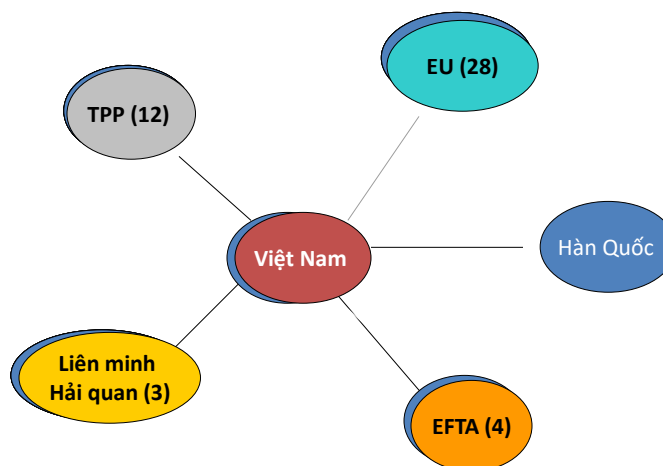 EU (28)
TPP (12)
Việt Nam
Hàn Quốc
Liên minh
Hải quan (3)
EFTA (4)